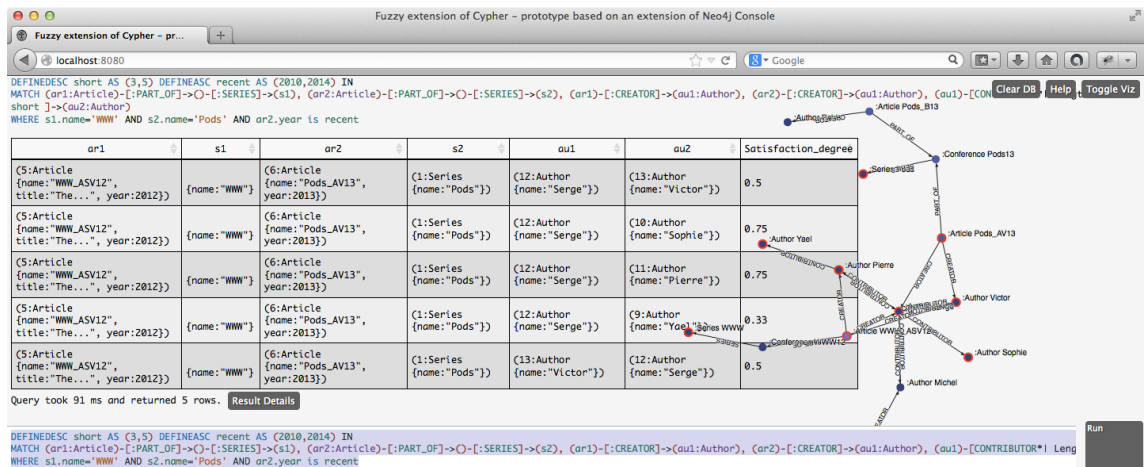 Fuzzy extension of Cypher – prototype based on an extension of Neo4j Console
Fuzzy extension of Cypher – pr...
localhost:8080
Google
DEFINEDESC short AS (3,5) DEFINEASC recent AS (2010,2014) IN
MATCH (ar1:Article)-[:PART_OF]->()-[:SERIES]->(s1), (ar2:Article)-[:PART_OF]->()-[:SERIES]->(s2), (ar1)-[:CREATOR]->(au1:Author), (ar2)-[:CREATOR]->(au1:Author), (au1)-[CON
short ]->(au2:Author)
WHERE s1.name='WWW' AND s2.name='Pods' AND ar2.year is recent
Clear DB Help Toggle Viz
ar1 s1 ar2 s2 au1 au2 Satisfaction_degree
(5:Article {name:"WWW_ASV12", title:"The...", year:2012}) {name:"WWW"} (6:Article {name:"Pods_AV13", year:2013}) (1:Series {name:"Pods"}) (12:Author {name:"Serge"}) (13:Author {name:"Victor"}) 0.5
(5:Article {name:"WWW_ASV12", title:"The...", year:2012}) {name:"WWW"} (6:Article {name:"Pods_AV13", year:2013}) (1:Series {name:"Pods"}) (12:Author {name:"Serge"}) (10:Author {name:"Sophie"}) 0.75
(5:Article {name:"WWW_ASV12", title:"The...", year:2012}) {name:"WWW"} (6:Article {name:"Pods_AV13", year:2013}) (1:Series {name:"Pods"}) (12:Author {name:"Serge"}) (11:Author {name:"Pierre"}) 0.75
(5:Article {name:"WWW_ASV12", title:"The...", year:2012}) {name:"WWW"} (6:Article {name:"Pods_AV13", year:2013}) (1:Series {name:"Pods"}) (12:Author {name:"Serge"}) (9:Author {name:"Yael"}) 0.33
(5:Article {name:"WWW_ASV12", title:"The...", year:2012}) {name:"WWW"} (6:Article {name:"Pods_AV13", year:2013}) (1:Series {name:"Pods"}) (13:Author {name:"Victor"}) (12:Author {name:"Serge"}) 0.5
:Article Pods_B13
PART_OF
:Conference Pods13
PART_OF
:Article Pods_AV13
CREATOR
CREATOR
:Author Yael
CONTRIBUTOR
:Author Pierre
CONTRIBUTOR
CREATOR
:Author Victor
:Series WWW
SERIES
:Conference WWW12
:Article WWW_ASV12
CONTRIBUTOR
:Author Sophie
CONTRIBUTOR
:Author Michel
Query took 91 ms and returned 5 rows. Result Details
DEFINEDESC short AS (3,5) DEFINEASC recent AS (2010,2014) IN
MATCH (ar1:Article)-[:PART_OF]->()-[:SERIES]->(s1), (ar2:Article)-[:PART_OF]->()-[:SERIES]->(s2), (ar1)-[:CREATOR]->(au1:Author), (ar2)-[:CREATOR]->(au1:Author), (au1)-[CONTRIBUTOR*| Leng
WHERE s1.name='WWW' AND s2.name='Pods' AND ar2.year is recent
Run